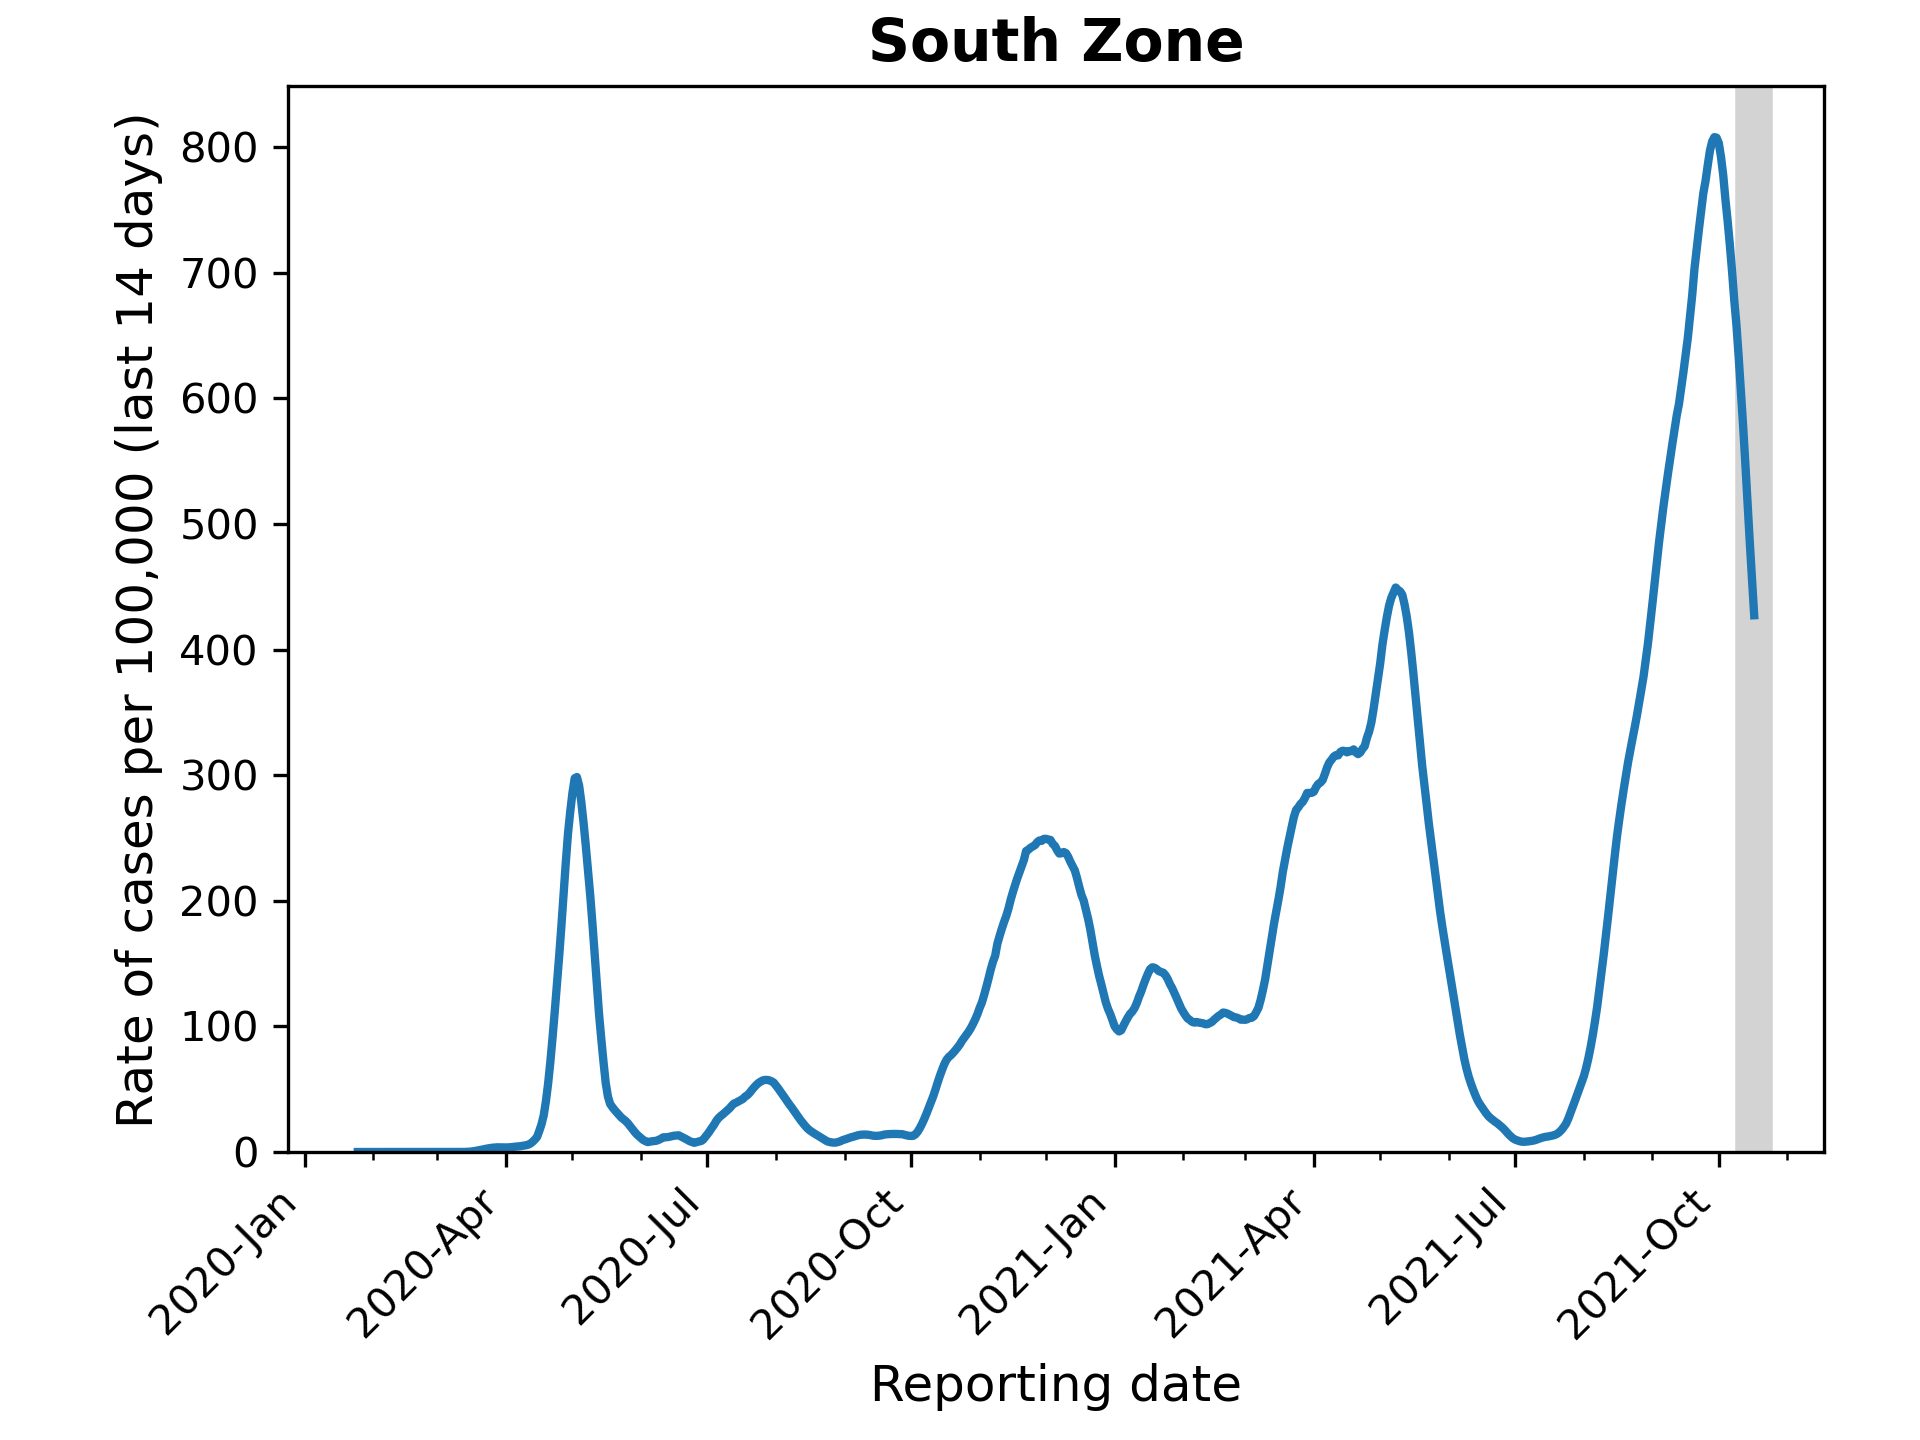 South Zone
Rate of cases per 100,000 (last 14 days)
800
700
600
500
400
300
200
100
0
2020-Jan
2020-Apr
2020-Jul
2020-Oct
2021-Jan
2021-Apr
2021-Jul
2021-Oct
Reporting date